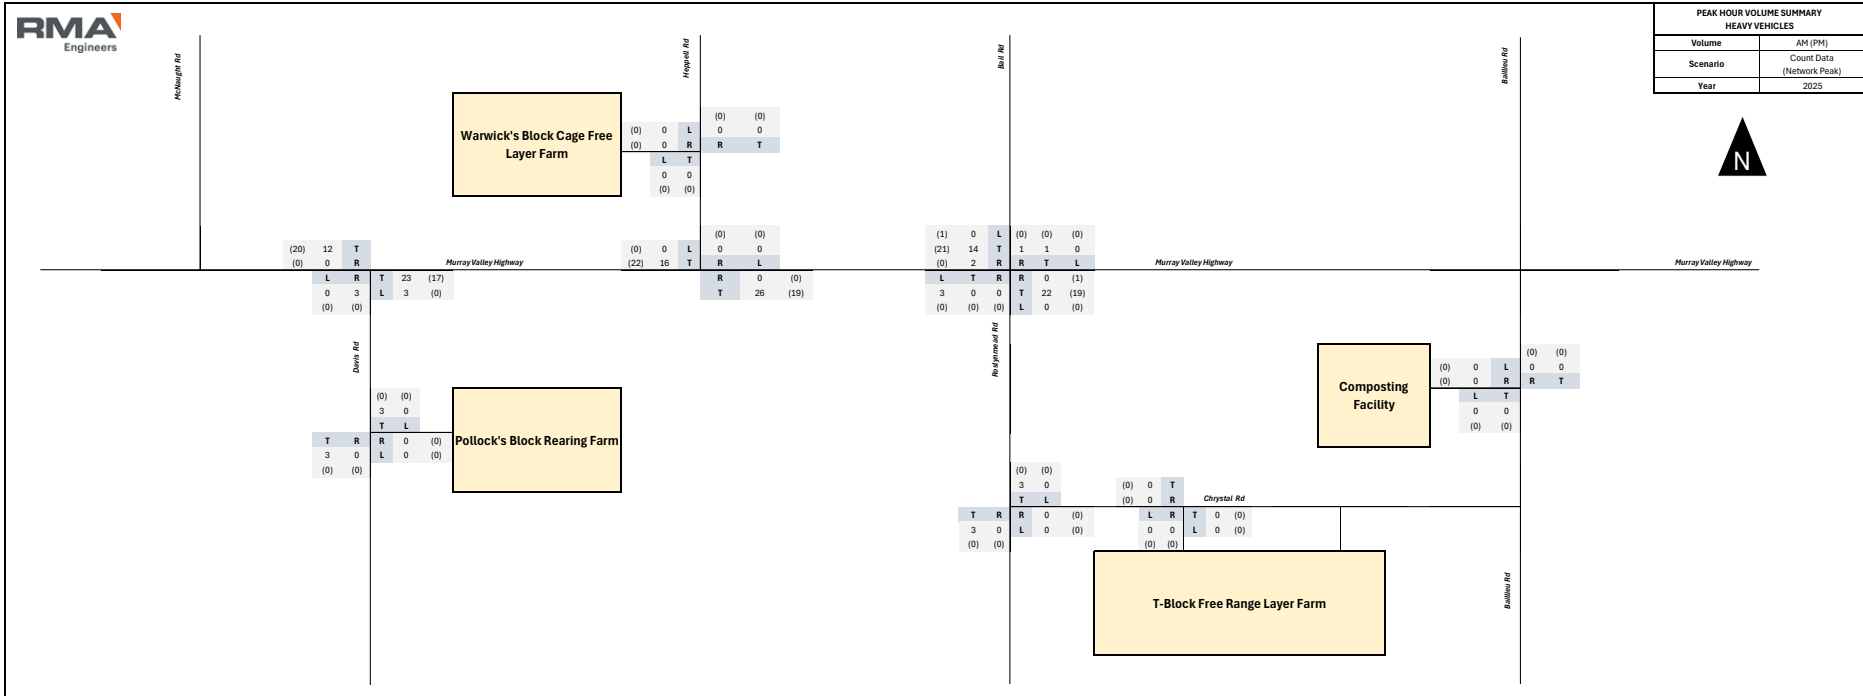 RMA
Engineers
PEAK HOUR VOLUME SUMMARY
HEAVY VEHICLES
Volume AM (PM)
Scenario Count Data
(Network Peak)
Year 2025
N
McNaught Rd
Heppell Rd
Ball Rd
Baillieu Rd
Warwick's Block Cage Free
Layer Farm
(0) (0)
(0) 0 L 0 0
(0) 0 R R T
L T
0 0
(0) (0)
(20) 12 T
(0) 0 R
L R T 23 (17)
0 3 L 3 (0)
(0) (0)
Murray Valley Highway
(0) (0)
(0) 0 L 0 0
(22) 16 T R L
R 0 (0)
T 26 (19)
(1) 0 L (0) (0) (0)
(21) 14 T 1 1 0
(0) 2 R R T L
L T R R 0 (1)
3 0 0 T 22 (19)
(0) (0) (0) L 0 (0)
Murray Valley Highway
Murray Valley Highway
Davis Rd
Roslynmead Rd
(0) (0)
3 0
T L
T R R 0 (0)
3 0 L 0 (0)
(0) (0)
Pollock's Block Rearing Farm
Composting
Facility
(0) (0)
(0) 0 L 0 0
(0) 0 R R T
L T
0 0
(0) (0)
(0) (0)
3 0
T L
T R R 0 (0)
3 0 L 0 (0)
(0) (0)
(0) 0 T
(0) 0 R
L R T 0 (0)
0 0 L 0 (0)
(0) (0)
Chrystal Rd
T-Block Free Range Layer Farm
Baillieu Rd